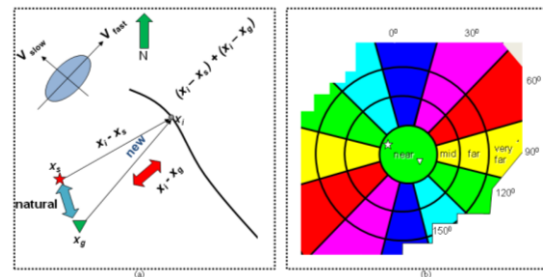 V slow
V fast
N
(xi - xs) + (xi - xg)
xi
xi - xs
new
xs
xi - xg
natural
xg
(a)
0º
60º
near
mid
far
very
far
90º
120º
150º
(b)